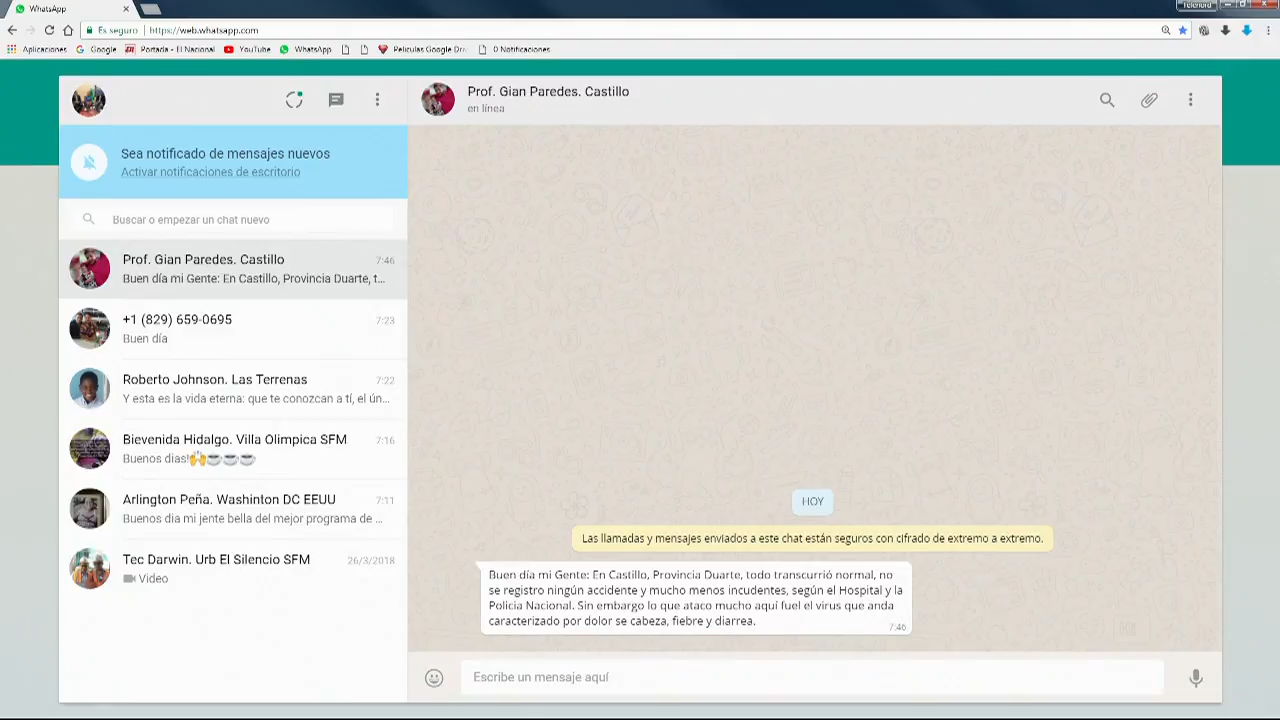 WhatsApp
Telenord
Es seguro
https://web.whatsapp.com
Aplicaciones
Google
Portada - El Nacional
YouTube
WhatsApp
Peliculas Google Dri
0 Notificaciones
Prof. Gian Paredes. Castillo
en línea
Sea notificado de mensajes nuevos
Activar notificaciones de escritorio
Buscar o empezar un chat nuevo
Prof. Gian Paredes. Castillo
7:46
Buen día mi Gente: En Castillo, Provincia Duarte, t...
+1 (829) 659-0695
7:23
Buen día
Roberto Johnson. Las Terrenas
7:22
Y esta es la vida eterna: que te conozcan a tí, el ún...
Bievenida Hidalgo. Villa Olimpica SFM
7:16
Buenos dias!🙌☕☕☕
Arlington Peña. Washinton DC EEUU
7:11
Buenos dia mi jente bella del mejor programa de ...
Tec Darwin. Urb El Silencio SFM
26/3/2018
Video
HOY
Las llamadas y mensajes enviados a este chat están seguros con cifrado de extremo a extremo.
Buen día mi Gente: En Castillo, Provincia Duarte, todo transcurrió normal, no
se registro ningún accidente y mucho menos incudentes, según el Hospital y la
Policia Nacional. Sin embargo lo que ataco mucho aquí fuel el virus que anda
caracterizado por dolor se cabeza, fiebre y diarrea.
7:46
Escribe un mensaje aquí